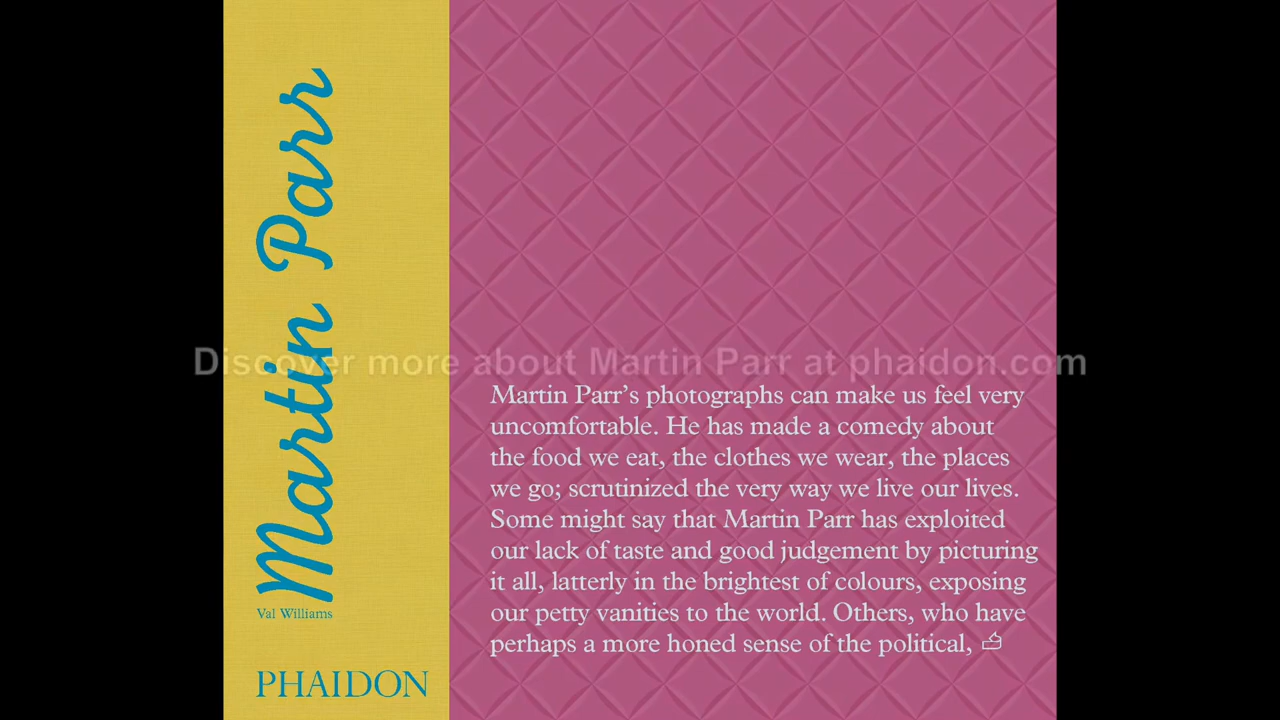 Martin Parr
Val Williams
PHAIDON
Discover more about Martin Parr at phaidon.com
Martin Parr’s photographs can make us feel very
uncomfortable. He has made a comedy about
the food we eat, the clothes we wear, the places
we go; scrutinized the very way we live our lives.
Some might say that Martin Parr has exploited
our lack of taste and good judgement by picturing
it all, latterly in the brightest of colours, exposing
our petty vanities to the world. Others, who have
perhaps a more honed sense of the political,